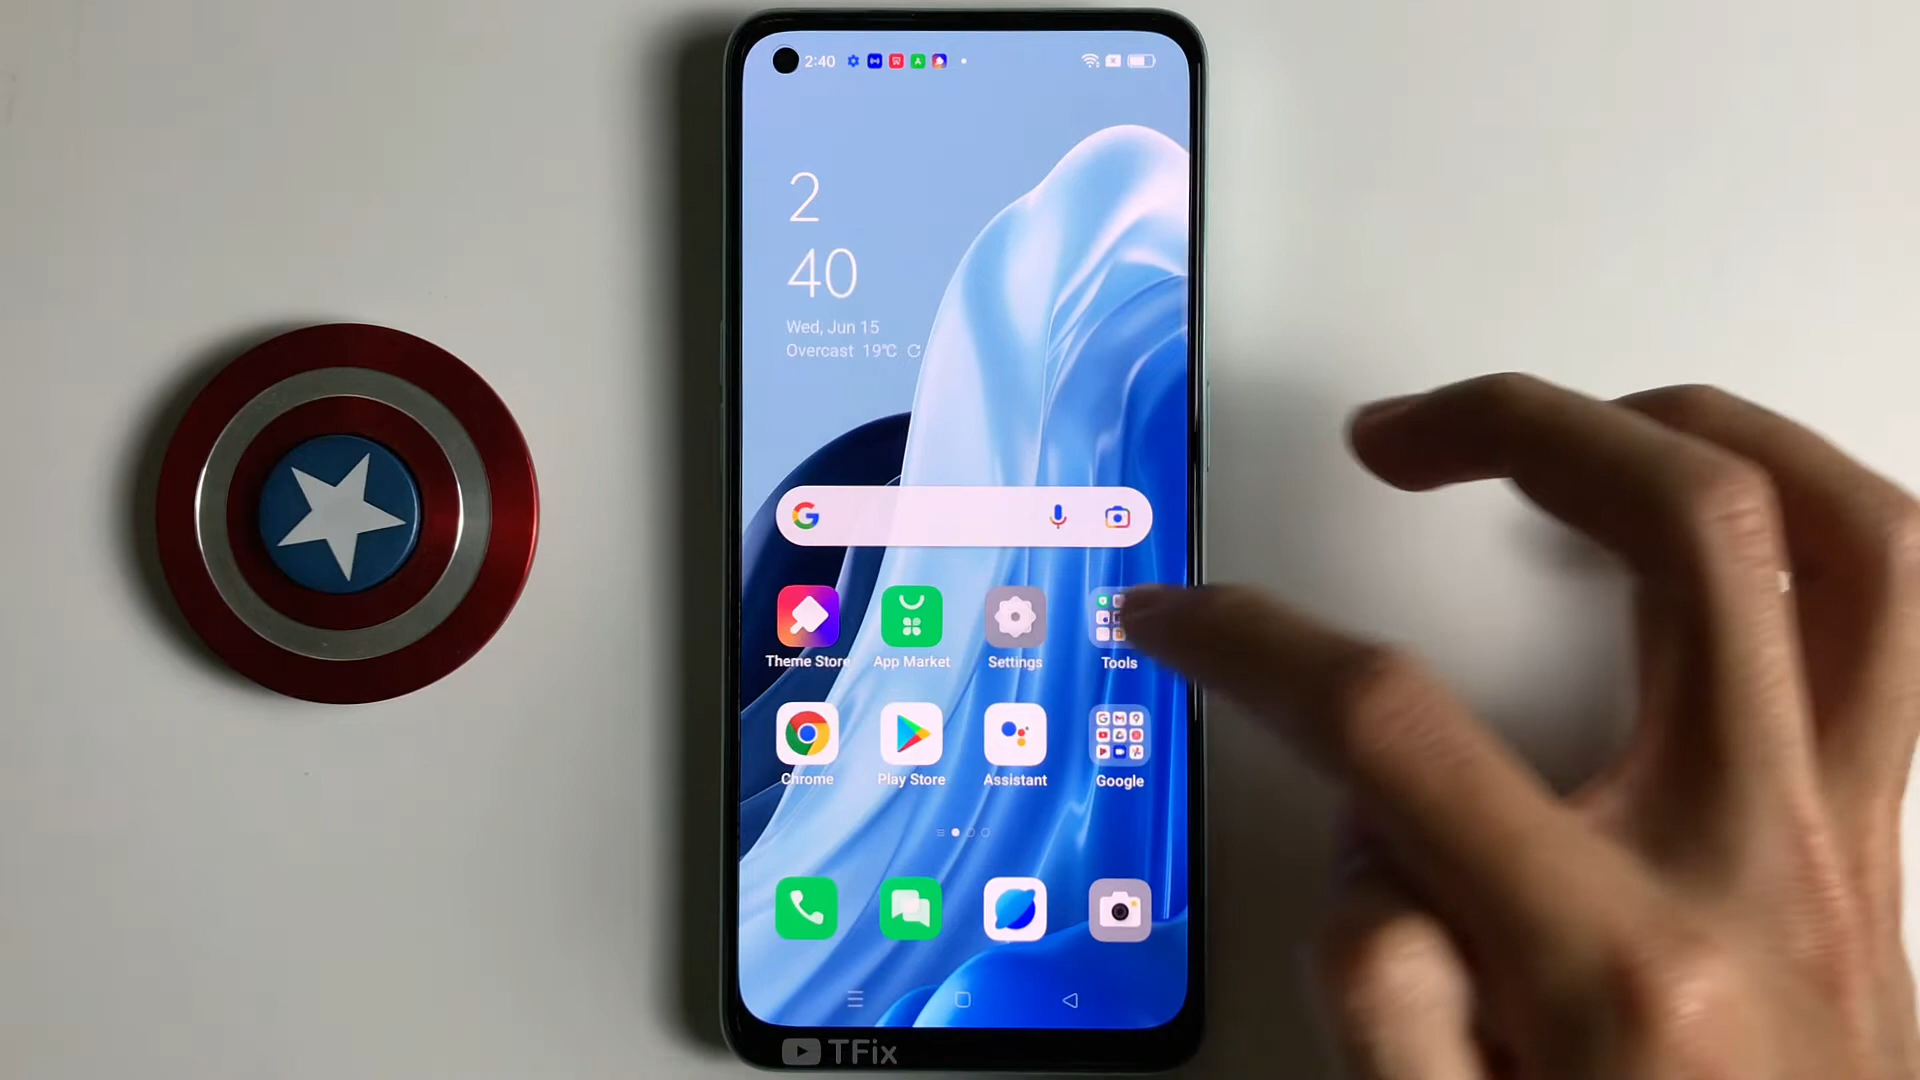 2:40
2
40
Wed, Jun 15
Overcast 19℃
Theme Store
App Market
Settings
Tools
Chrome
Play Store
Assistant
Google
TFix